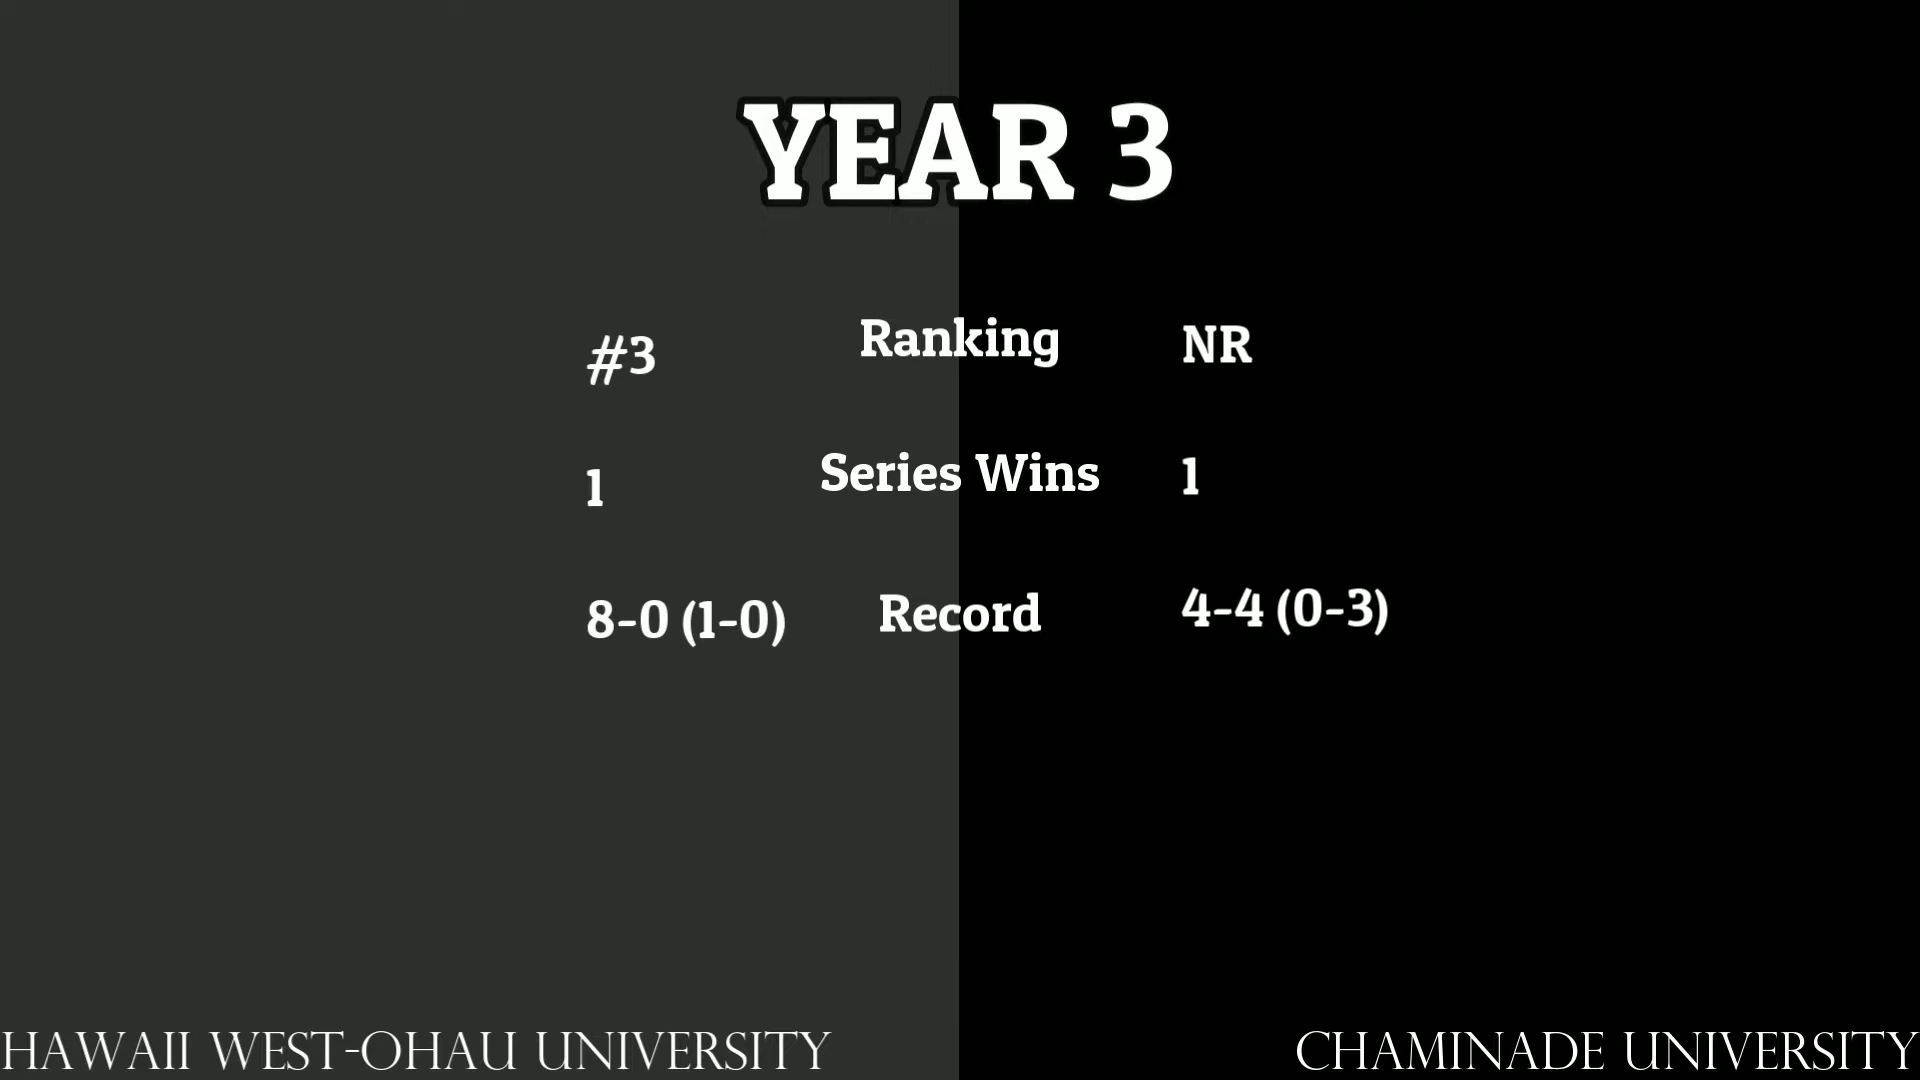 YEAR 3
#3 Ranking NR
1 Series Wins 1
8-0 (1-0) Record 4-4 (0-3)
HAWAII WEST-OHAU UNIVERSITY CHAMINADE UNIVERSITY